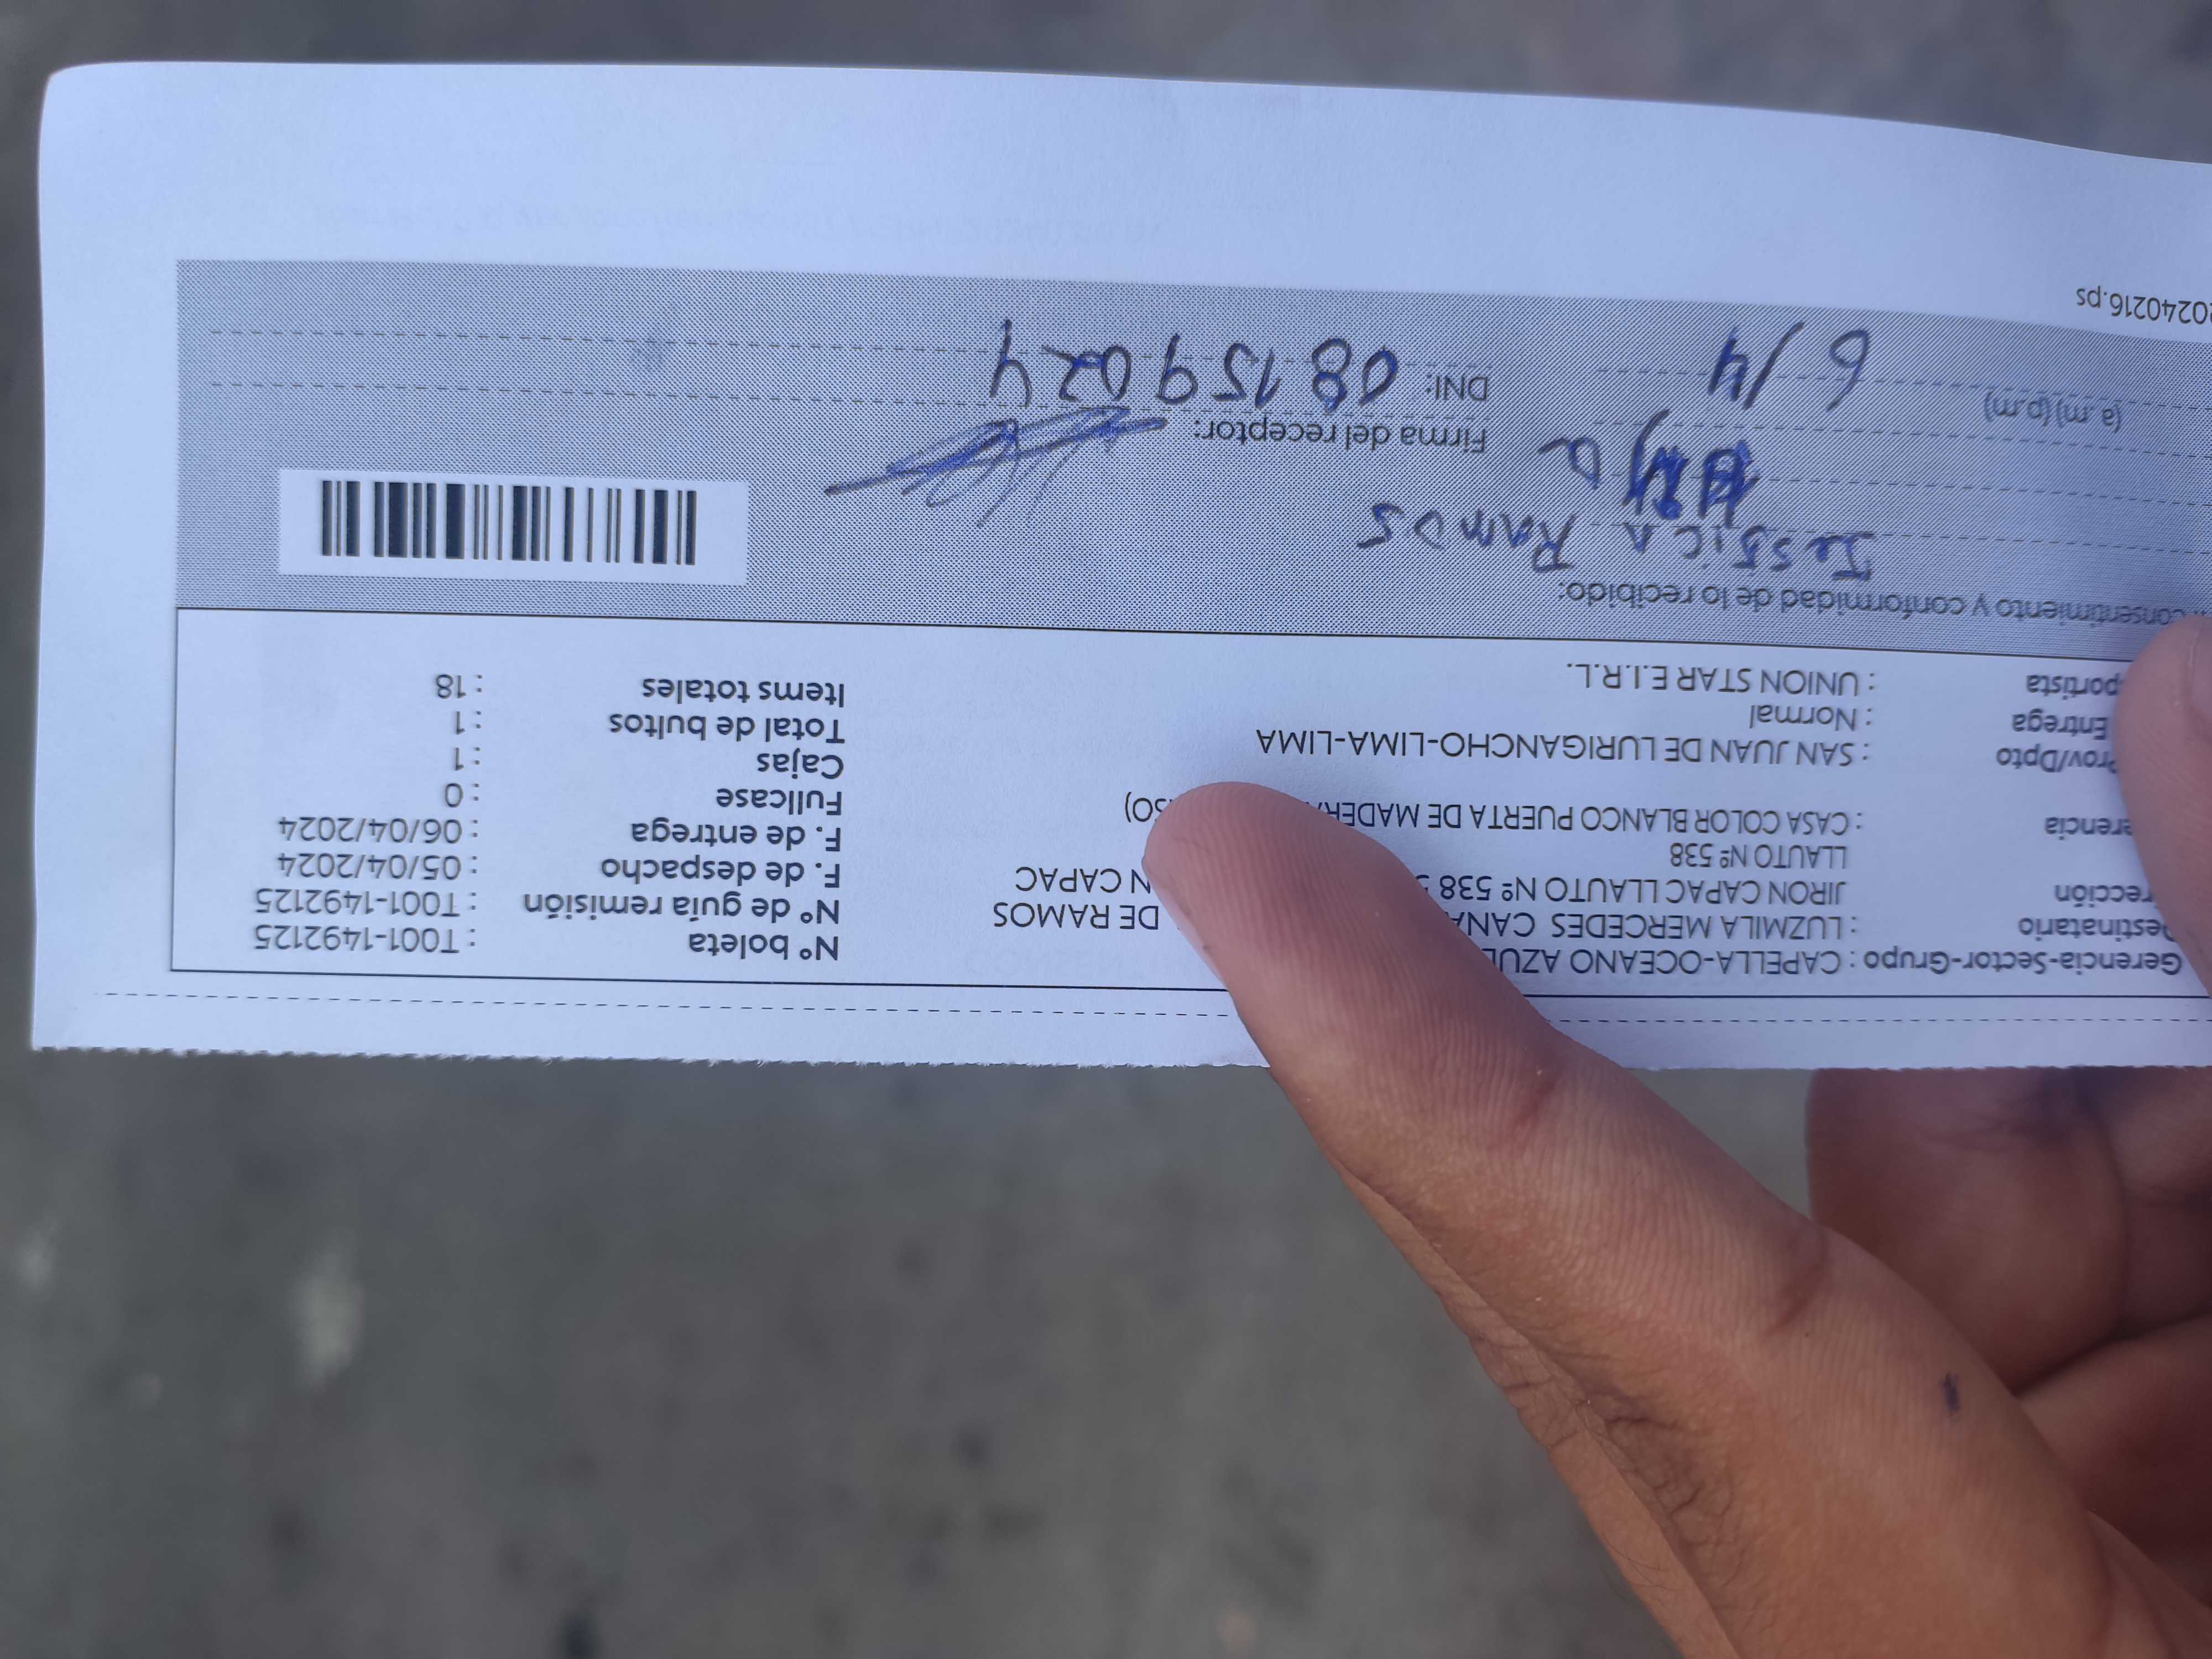 Gerencia-Sector-Grupo : CAPELLA-OCEANO AZUL
Nº boleta : T001-1492125
Destinatario : LUZMILA MERCEDES CANA DE RAMOS
Nº de guía remisión : T001-1492125
rección JIRON CAPAC LLAUTO Nº 538 N CAPAC
F. de despacho : 05/04/2024
LLAUTO Nº 538
F. de entrega : 06/04/2024
erencia : CASA COLOR BLANCO PUERTA DE MADERA SO)
Fullcase : 0
Prov/Dpto : SAN JUAN DE LURIGANCHO-LIMA-LIMA
Cajas : 1
Entrega : Normal
Total de bultos : 1
portista : UNION STAR E.I.R.L.
Items totales : 18
consentimiento y conformidad de lo recibido:
Jessica Ramos
Firma del receptor:
(a.m) (p.m) 6/4
DNI: 08159024
20240216.ps